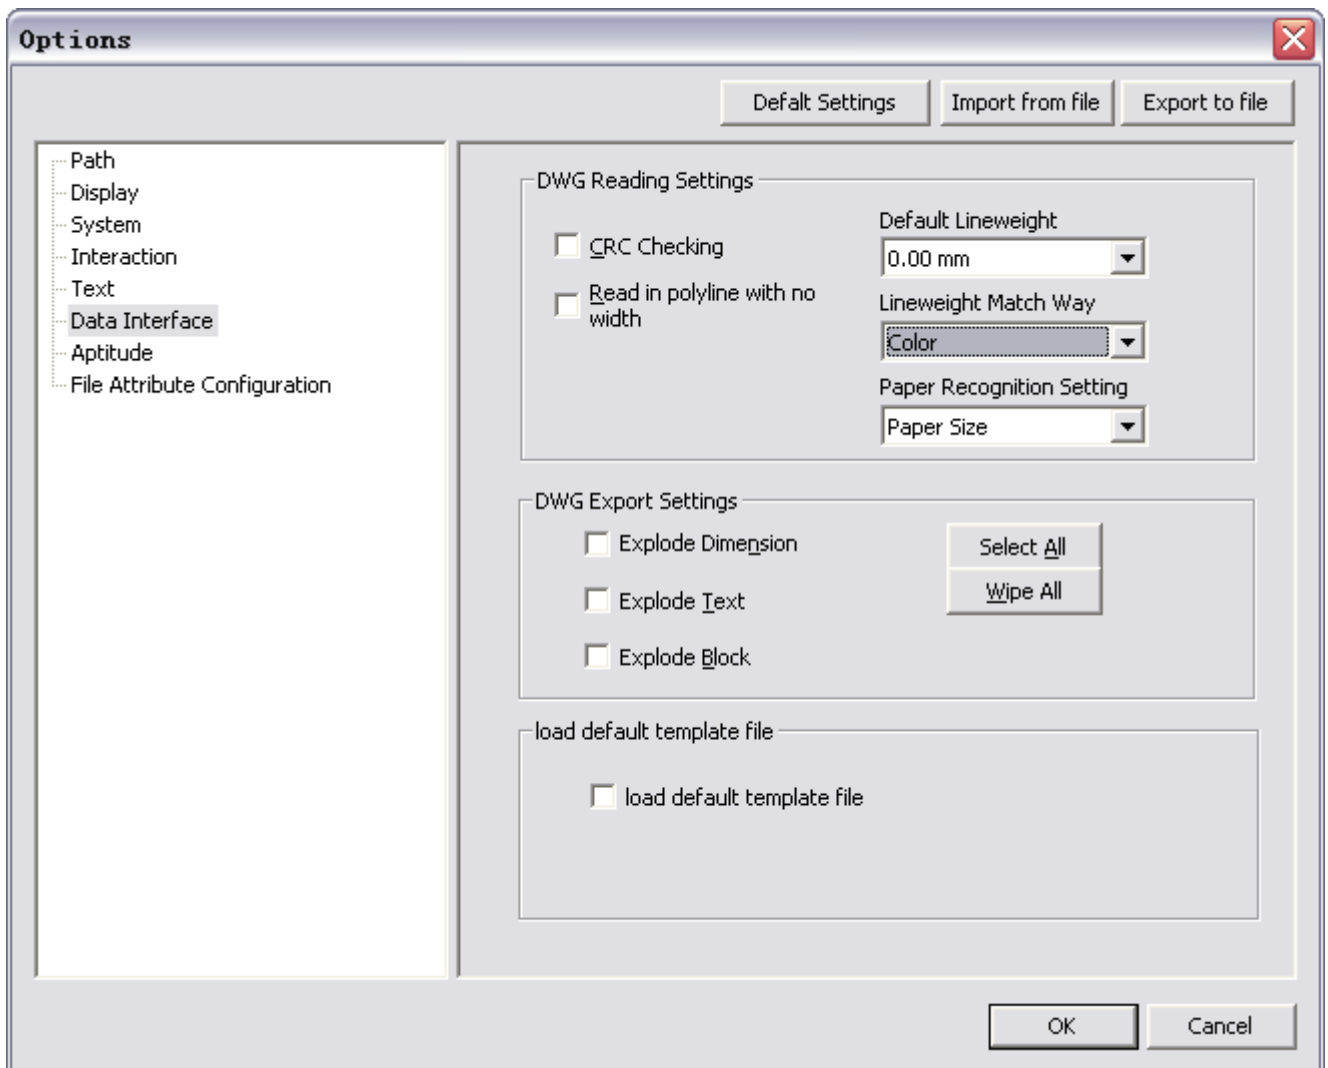 Options
Defalt Settings
Import from file
Export to file
Path
Display
System
Interaction
Text
Data Interface
Aptitude
File Attribute Configuration
DWG Reading Settings
CRC Checking
Read in polyline with no
width
Default Lineweight
0.00 mm
Lineweight Match Way
Color
Paper Recognition Setting
Paper Size
DWG Export Settings
Explode Dimension
Explode Text
Explode Block
Select All
Wipe All
load default template file
load default template file
OK
Cancel